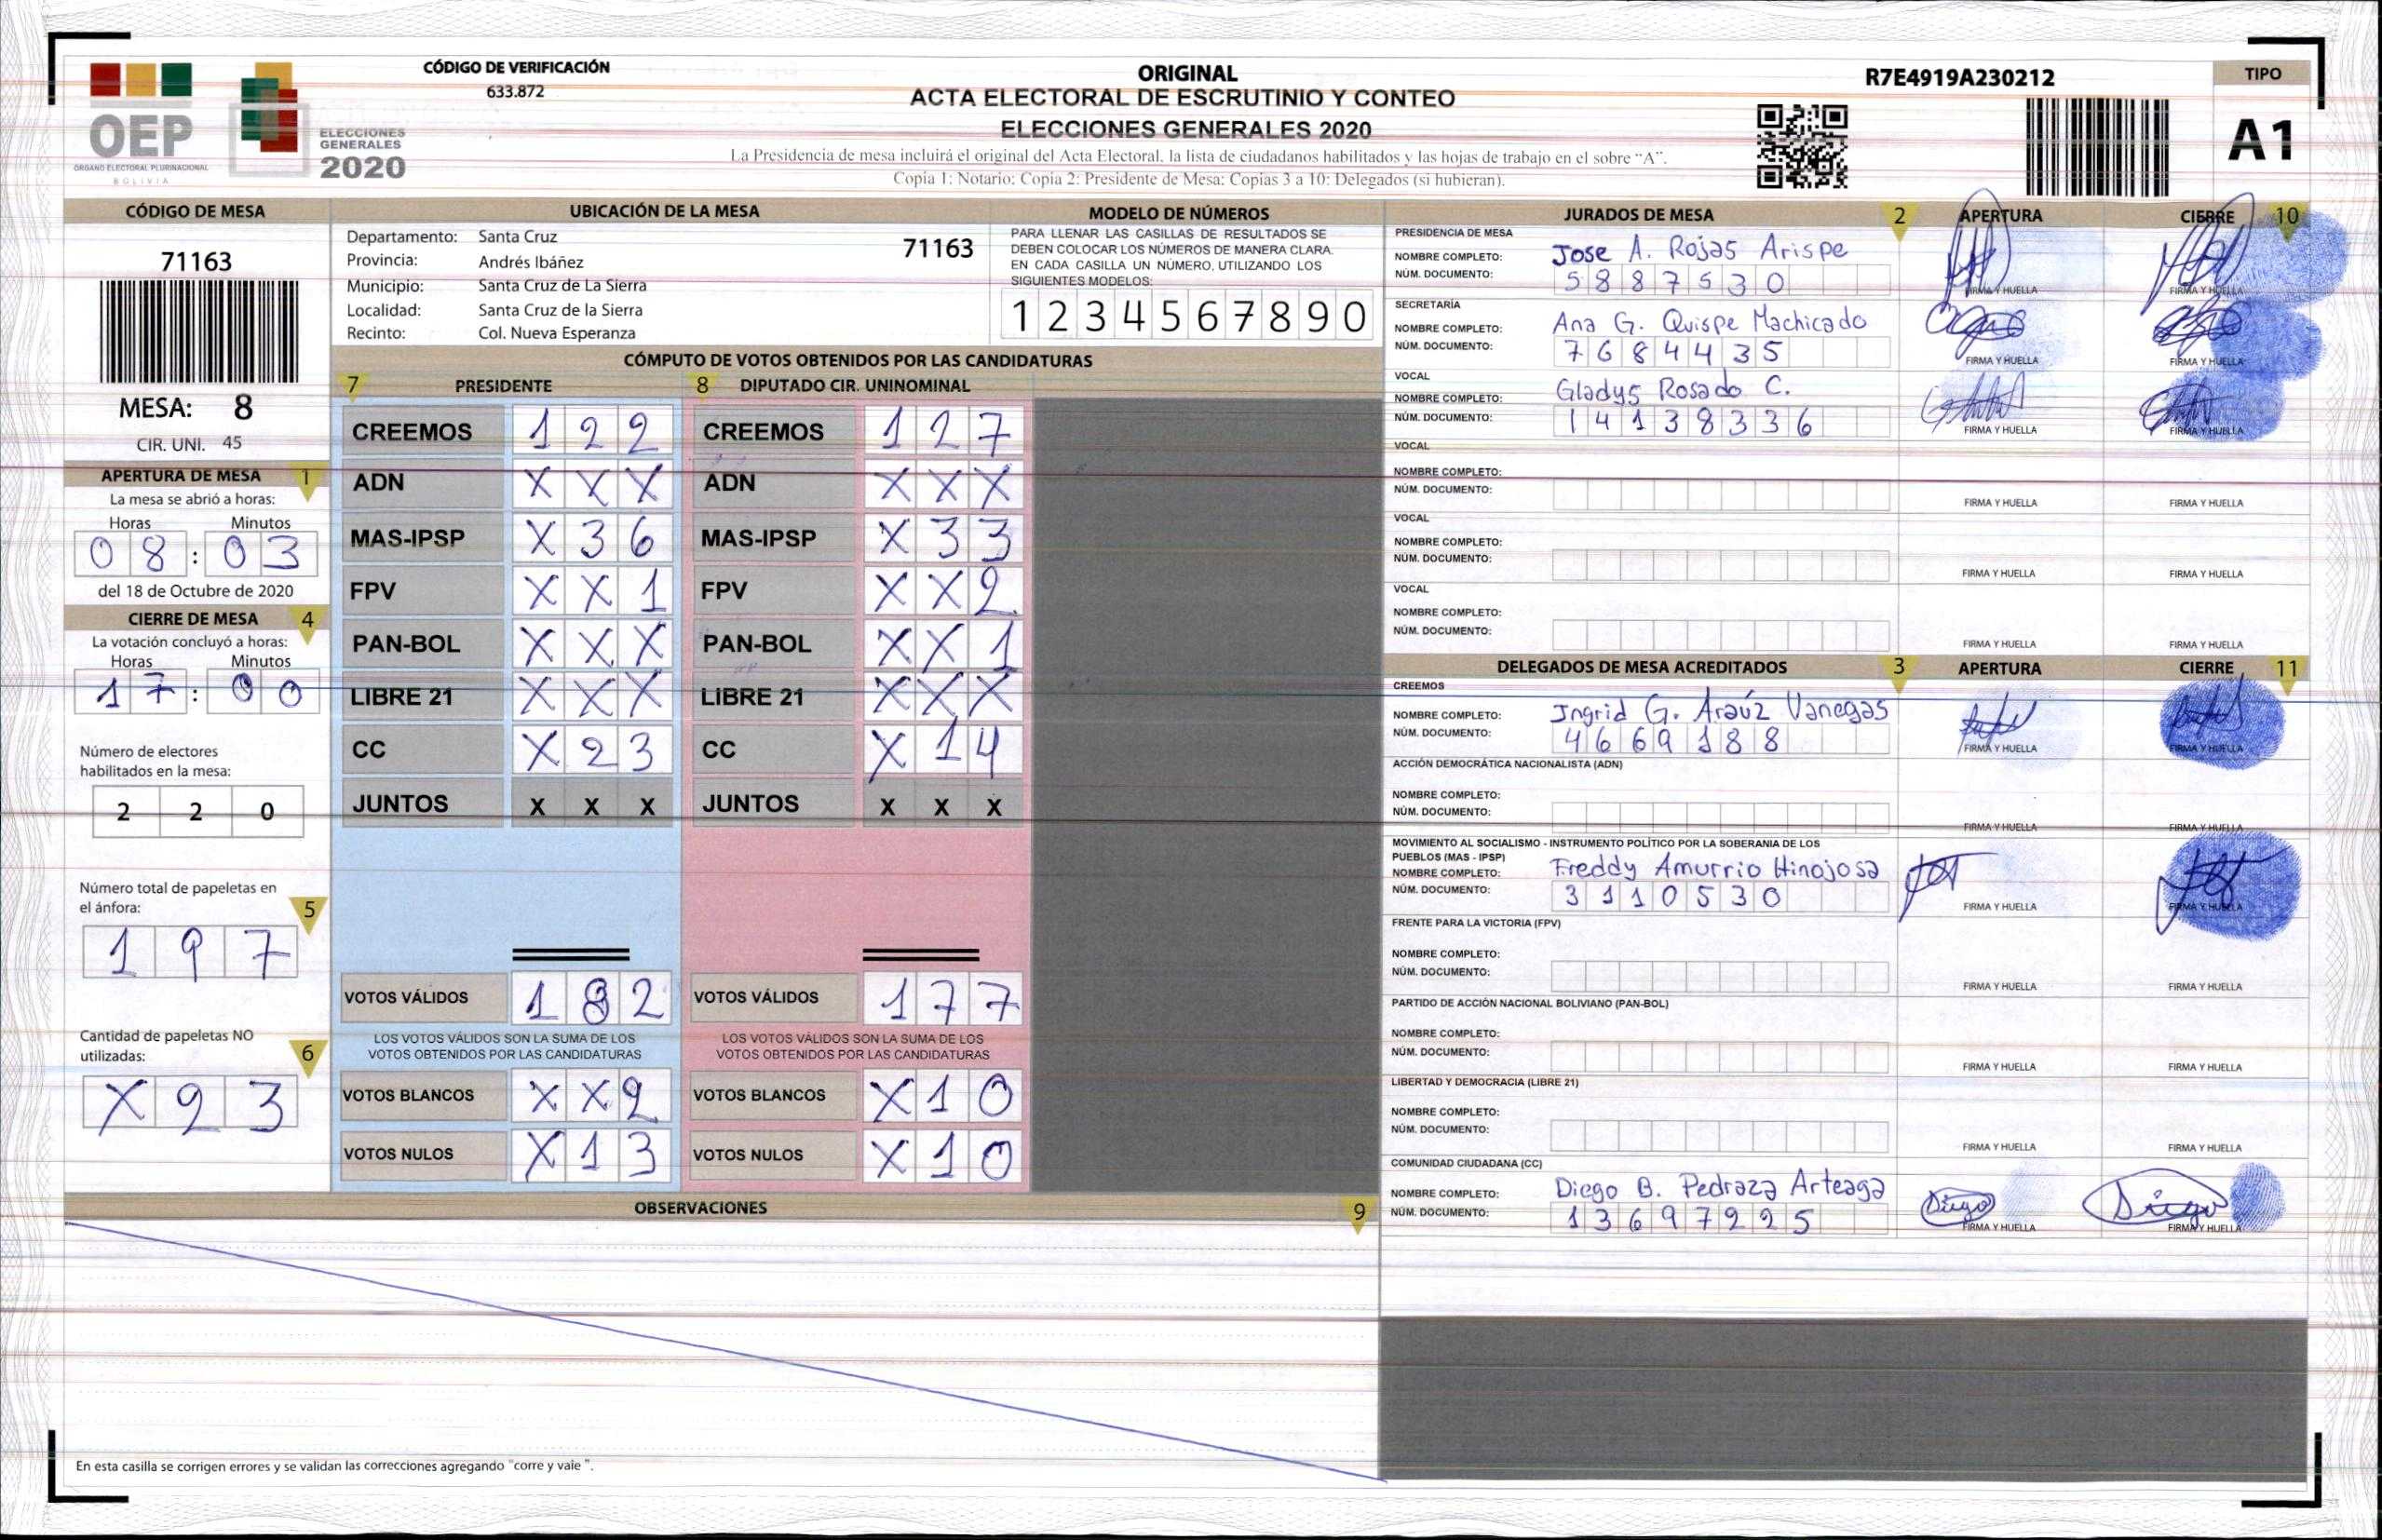 CÓDIGO DE VERIFICACIÓN
633.872
OEP
ÓRGANO ELECTORAL PLURINACIONAL
BOLIVIA
ELECCIONES
GENERALES
2020
ORIGINAL
ACTA ELECTORAL DE ESCRUTINIO Y CONTEO
ELECCIONES GENERALES 2020
La Presidencia de mesa incluirá el original del Acta Electoral, la lista de ciudadanos habilitados y las hojas de trabajo en el sobre "A".
Copia 1: Notario; Copia 2: Presidente de Mesa; Copias 3 a 10: Delegados (si hubieran).
R7E4919A230212
TIPO
A1
CÓDIGO DE MESA
71163
MESA: 8
CIR. UNI. 45
APERTURA DE MESA 1
La mesa se abrió a horas:
Horas Minutos
08:03
del 18 de Octubre de 2020
CIERRE DE MESA 4
La votación concluyó a horas:
Horas Minutos
17:00
Número de electores
habilitados en la mesa:
2 2 0
Número total de papeletas en
el ánfora: 5
1 9 7
Cantidad de papeletas NO
utilizadas: 6
X 2 3
UBICACIÓN DE LA MESA
Departamento: Santa Cruz
71163
Provincia: Andrés Ibáñez
Municipio: Santa Cruz de La Sierra
Localidad: Santa Cruz de la Sierra
Recinto: Col. Nueva Esperanza
MODELO DE NÚMEROS
PARA LLENAR LAS CASILLAS DE RESULTADOS SE
DEBEN COLOCAR LOS NÚMEROS DE MANERA CLARA.
EN CADA CASILLA UN NÚMERO, UTILIZANDO LOS
SIGUIENTES MODELOS:
1 2 3 4 5 6 7 8 9 0
CÓMPUTO DE VOTOS OBTENIDOS POR LAS CANDIDATURAS
7 PRESIDENTE 8 DIPUTADO CIR. UNINOMINAL
CREEMOS 1 2 2 CREEMOS 1 2 7
ADN X X X ADN X X X
MAS-IPSP X 3 6 MAS-IPSP X 3 3
FPV X X 1 FPV X X 2
PAN-BOL X X X PAN-BOL X X 1
LIBRE 21 X X X LIBRE 21 X X X
CC X 2 3 CC X 1 4
JUNTOS X X X JUNTOS X X X
VOTOS VÁLIDOS 1 8 2 VOTOS VÁLIDOS 1 7 7
LOS VOTOS VÁLIDOS SON LA SUMA DE LOS LOS VOTOS VÁLIDOS SON LA SUMA DE LOS
VOTOS OBTENIDOS POR LAS CANDIDATURAS VOTOS OBTENIDOS POR LAS CANDIDATURAS
VOTOS BLANCOS X X 2 VOTOS BLANCOS X 1 0
VOTOS NULOS X 1 3 VOTOS NULOS X 1 0
OBSERVACIONES 9
En esta casilla se corrigen errores y se validan las correcciones agregando "corre y vale ".
JURADOS DE MESA 2 APERTURA CIERRE 10
PRESIDENCIA DE MESA
NOMBRE COMPLETO: Jose A. Rojas Arispe
NÚM. DOCUMENTO: 5887530
FIRMA Y HUELLA FIRMA Y HUELLA
SECRETARÍA
NOMBRE COMPLETO: Ana G. Quispe Machicado
NÚM. DOCUMENTO: 7684435
FIRMA Y HUELLA FIRMA Y HUELLA
VOCAL
NOMBRE COMPLETO: Gladys Rosado C.
NÚM. DOCUMENTO: 14138336
FIRMA Y HUELLA FIRMA Y HUELLA
VOCAL
NOMBRE COMPLETO:
NÚM. DOCUMENTO:
FIRMA Y HUELLA FIRMA Y HUELLA
VOCAL
NOMBRE COMPLETO:
NÚM. DOCUMENTO:
FIRMA Y HUELLA FIRMA Y HUELLA
VOCAL
NOMBRE COMPLETO:
NÚM. DOCUMENTO:
FIRMA Y HUELLA FIRMA Y HUELLA
DELEGADOS DE MESA ACREDITADOS 3 APERTURA CIERRE 11
CREEMOS
NOMBRE COMPLETO: Ingrid G. Araúz Vanegas
NÚM. DOCUMENTO: 4669188
FIRMA Y HUELLA FIRMA Y HUELLA
ACCIÓN DEMOCRÁTICA NACIONALISTA (ADN)
NOMBRE COMPLETO:
NÚM. DOCUMENTO:
FIRMA Y HUELLA FIRMA Y HUELLA
MOVIMIENTO AL SOCIALISMO - INSTRUMENTO POLÍTICO POR LA SOBERANIA DE LOS
PUEBLOS (MAS - IPSP)
NOMBRE COMPLETO: Freddy Amurrio Hinojosa
NÚM. DOCUMENTO: 3110530
FIRMA Y HUELLA FIRMA Y HUELLA
FRENTE PARA LA VICTORIA (FPV)
NOMBRE COMPLETO:
NÚM. DOCUMENTO:
FIRMA Y HUELLA FIRMA Y HUELLA
PARTIDO DE ACCIÓN NACIONAL BOLIVIANO (PAN-BOL)
NOMBRE COMPLETO:
NÚM. DOCUMENTO:
FIRMA Y HUELLA FIRMA Y HUELLA
LIBERTAD Y DEMOCRACIA (LIBRE 21)
NOMBRE COMPLETO:
NÚM. DOCUMENTO:
FIRMA Y HUELLA FIRMA Y HUELLA
COMUNIDAD CIUDADANA (CC)
NOMBRE COMPLETO: Diego B. Pedraza Arteaga
NÚM. DOCUMENTO: 13697225
Diego Diego
FIRMA Y HUELLA FIRMA Y HUELLA